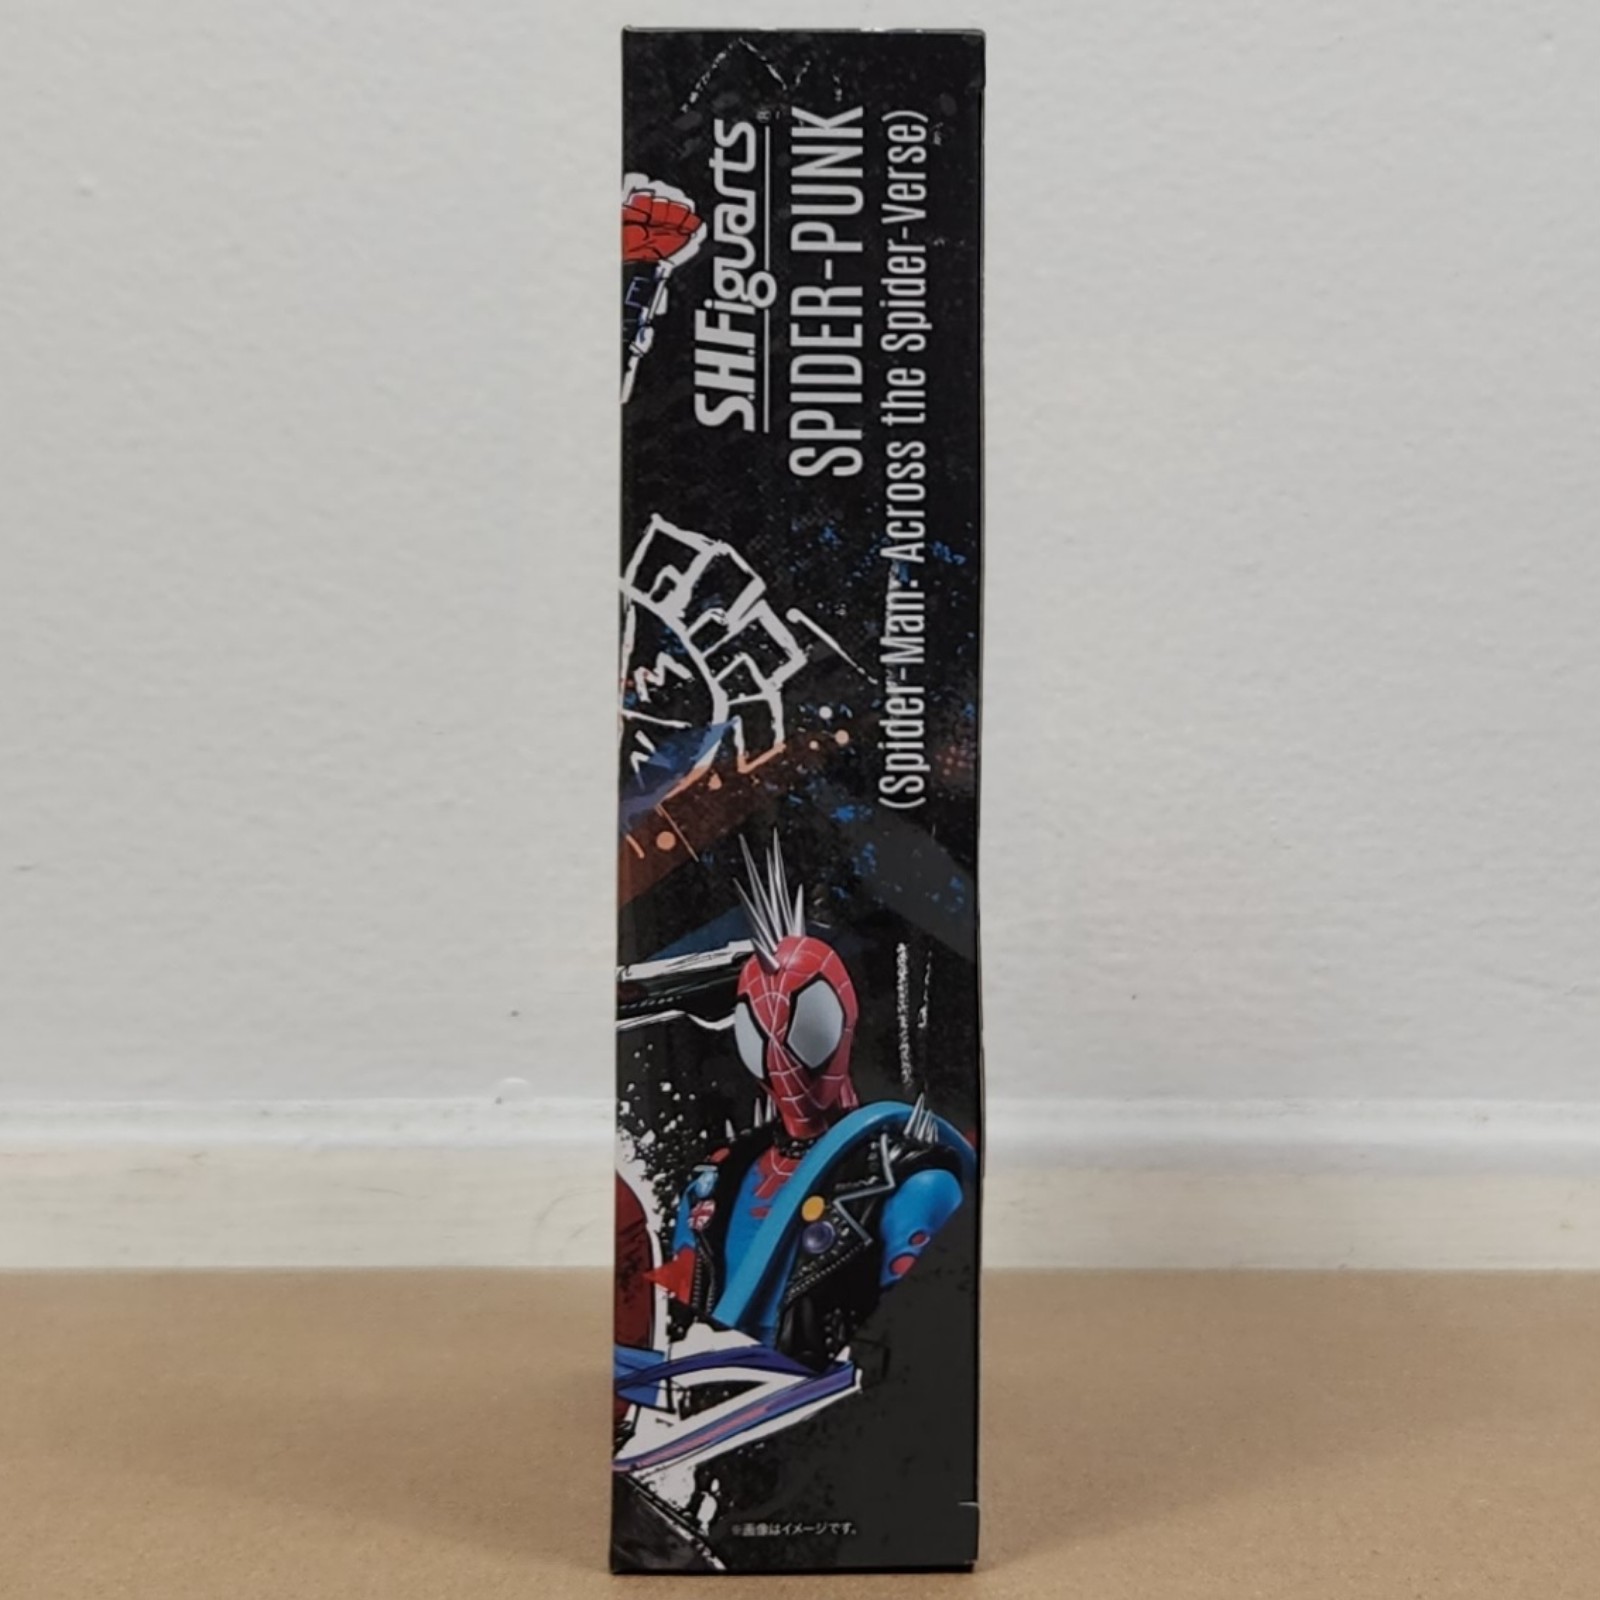 S.H.Figuarts®
SPIDER-PUNK
(Spider-Man: Across the Spider-Verse)
※画像はイメージです。